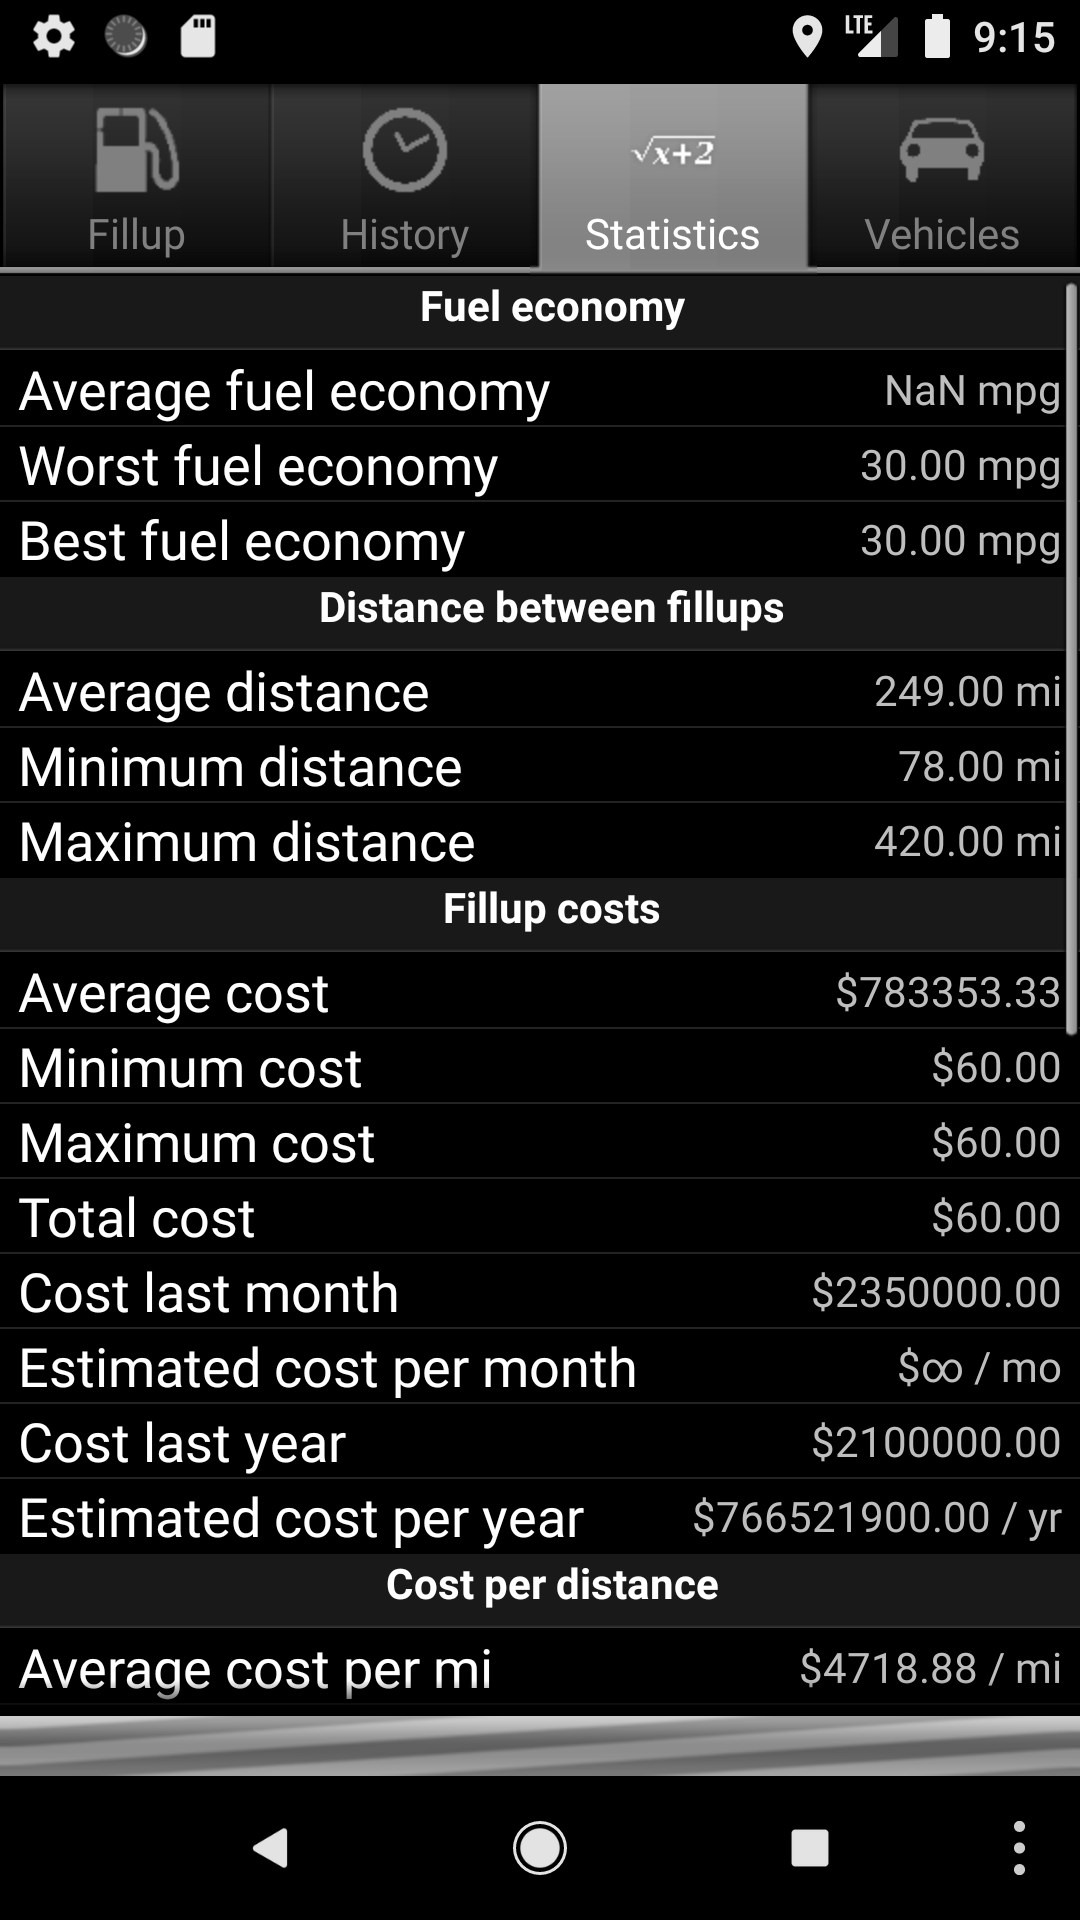 LTE 9:15
√x+2
Fillup History Statistics Vehicles
Fuel economy
Average fuel economy NaN mpg
Worst fuel economy 30.00 mpg
Best fuel economy 30.00 mpg
Distance between fillups
Average distance 249.00 mi
Minimum distance 78.00 mi
Maximum distance 420.00 mi
Fillup costs
Average cost $783353.33
Minimum cost $60.00
Maximum cost $60.00
Total cost $60.00
Cost last month $2350000.00
Estimated cost per month $∞ / mo
Cost last year $2100000.00
Estimated cost per year $766521900.00 / yr
Cost per distance
Average cost per mi $4718.88 / mi